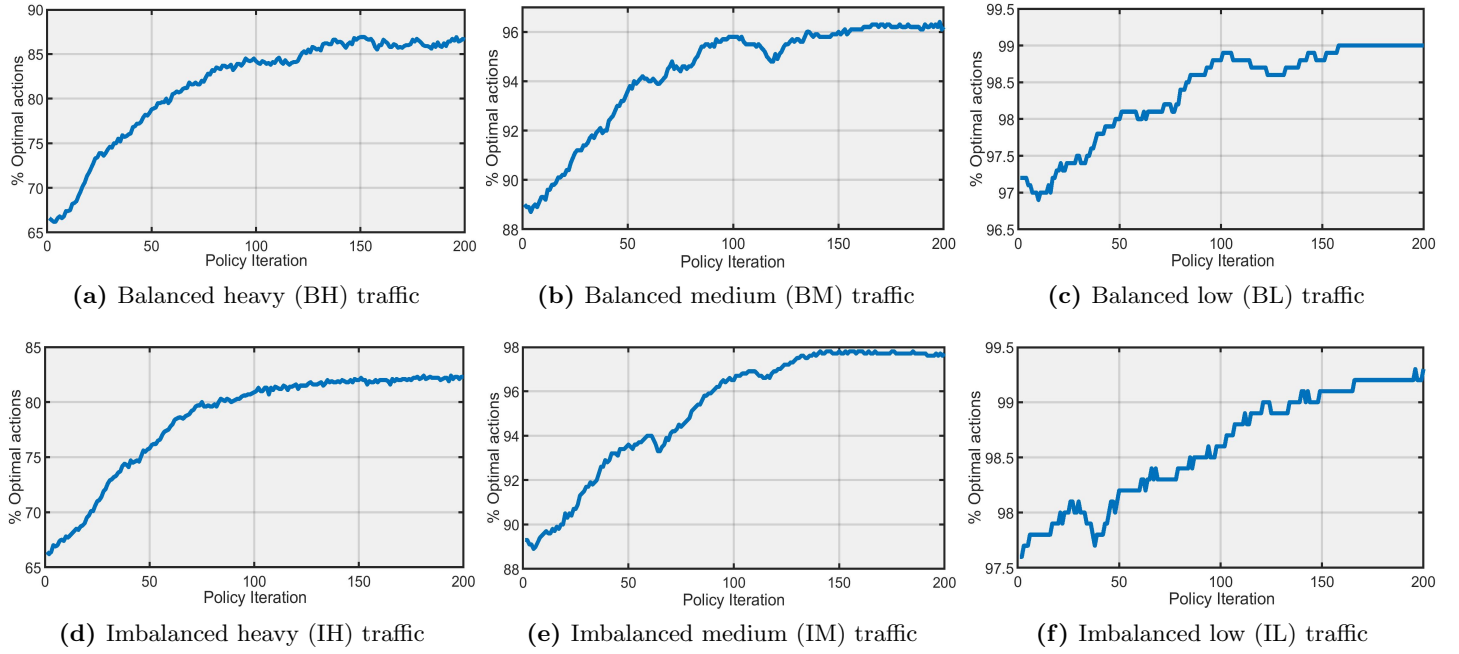 90
85
80
75
70
65
% Optimal actions
0 50 100 150 200
Policy Iteration
(a) Balanced heavy (BH) traffic
96
94
92
90
88
% Optimal actions
0 50 100 150 200
Policy Iteration
(b) Balanced medium (BM) traffic
99.5
99
98.5
98
97.5
97
96.5
% Optimal actions
0 50 100 150 200
Policy Iteration
(c) Balanced low (BL) traffic
85
80
75
70
65
% Optimal actions
0 50 100 150 200
Policy Iteration
(d) Imbalanced heavy (IH) traffic
98
96
94
92
90
88
% Optimal actions
0 50 100 150 200
Policy Iteration
(e) Imbalanced medium (IM) traffic
99.5
99
98.5
98
97.5
% Optimal actions
0 50 100 150 200
Policy Iteration
(f) Imbalanced low (IL) traffic